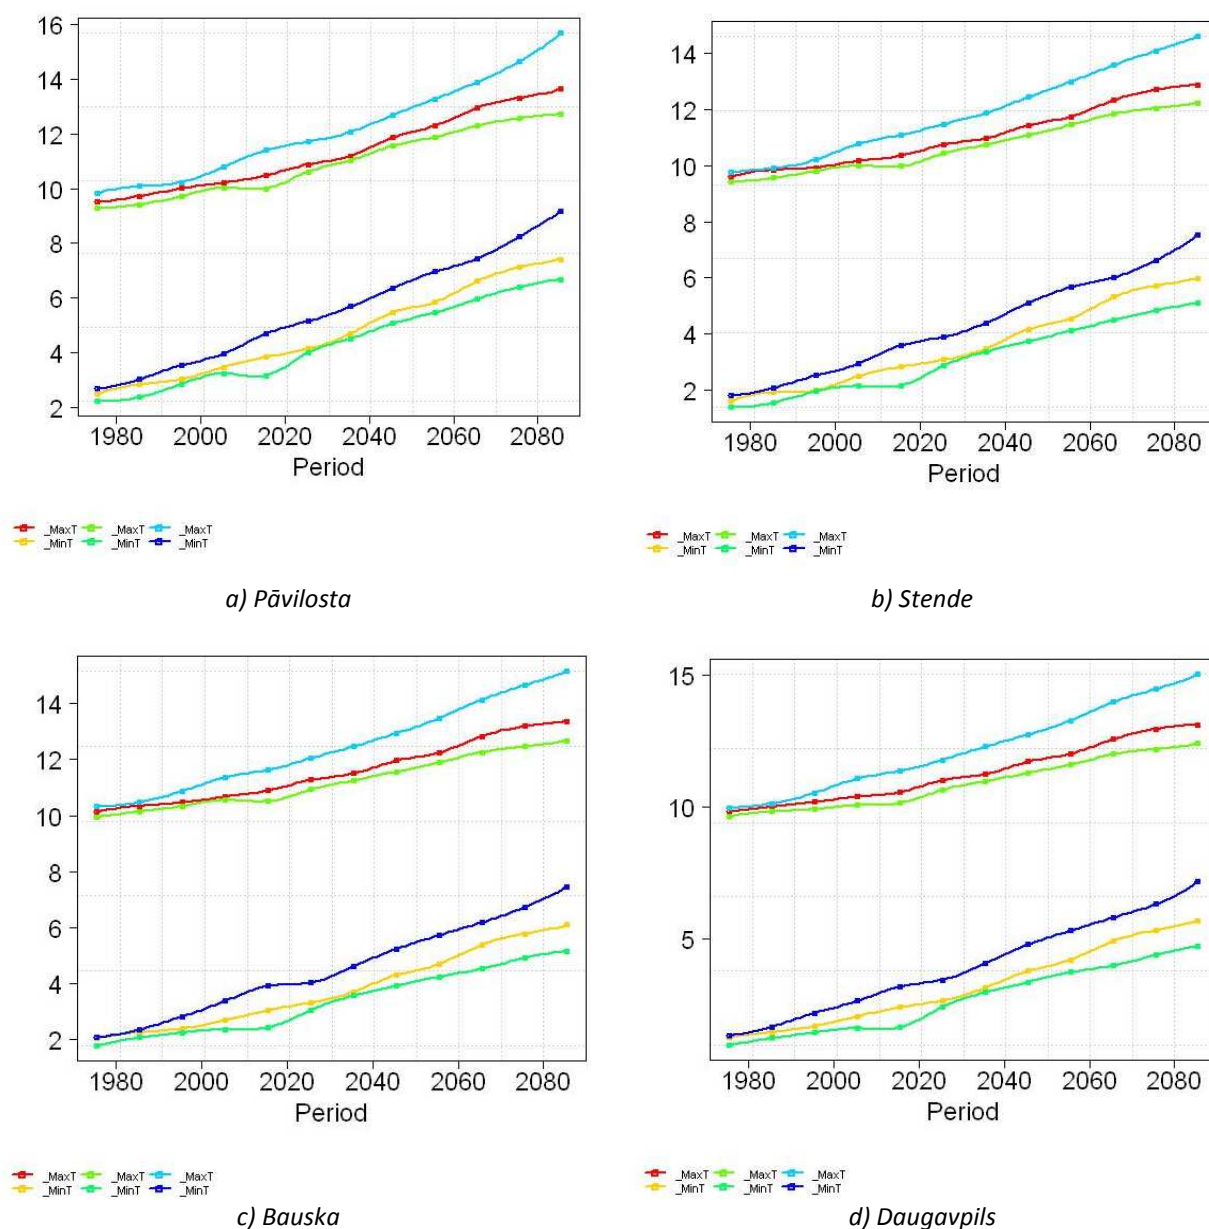 16
14
12
10
8
6
4
2
1980 2000 2020 2040 2060 2080
Period
_MaxT _MaxT _MaxT
_MinT _MinT _MinT
a) Pāvilosta
14
12
10
8
6
4
2
1980 2000 2020 2040 2060 2080
Period
_MaxT _MaxT _MaxT
_MinT _MinT _MinT
b) Stende
14
12
10
8
6
4
2
1980 2000 2020 2040 2060 2080
Period
_MaxT _MaxT _MaxT
_MinT _MinT _MinT
c) Bauska
15
10
5
1980 2000 2020 2040 2060 2080
Period
_MaxT _MaxT _MaxT
_MinT _MinT _MinT
d) Daugavpils